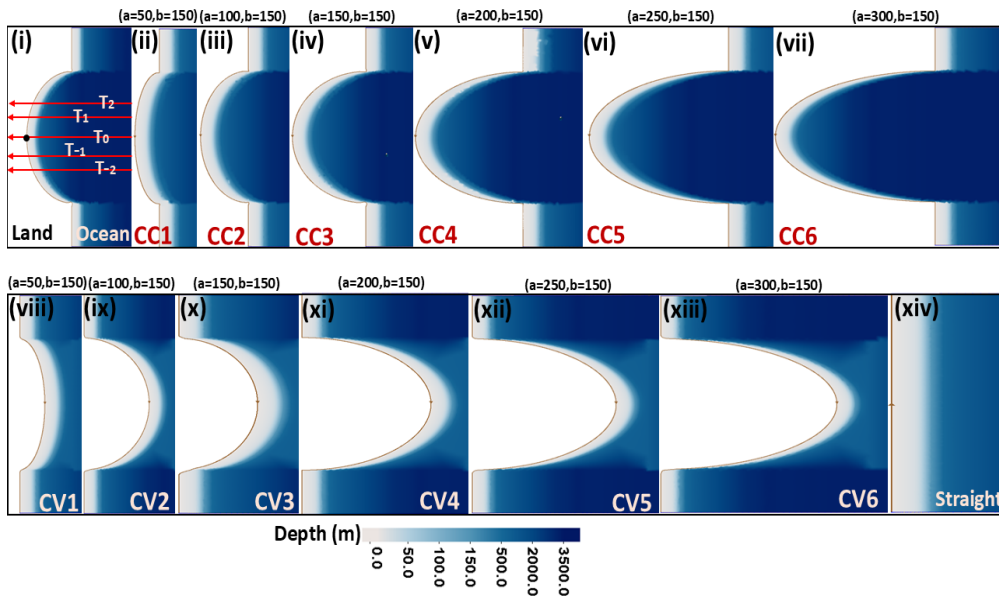 (a=50,b=150) (a=100,b=150) (a=150,b=150) (a=200,b=150) (a=250,b=150) (a=300,b=150)
(i) (ii) (iii) (iv) (v) (vi) (vii)
T2
T1
T0
T-1
T-2
Land Ocean CC1 CC2 CC3 CC4 CC5 CC6
(a=50,b=150) (a=100,b=150) (a=150,b=150) (a=200,b=150) (a=250,b=150) (a=300,b=150)
(viii) (ix) (x) (xi) (xii) (xiii) (xiv)
CV1 CV2 CV3 CV4 CV5 CV6 Straight
Depth (m)
0.0 50.0 100.0 150.0 500.0 2000.0 3500.0